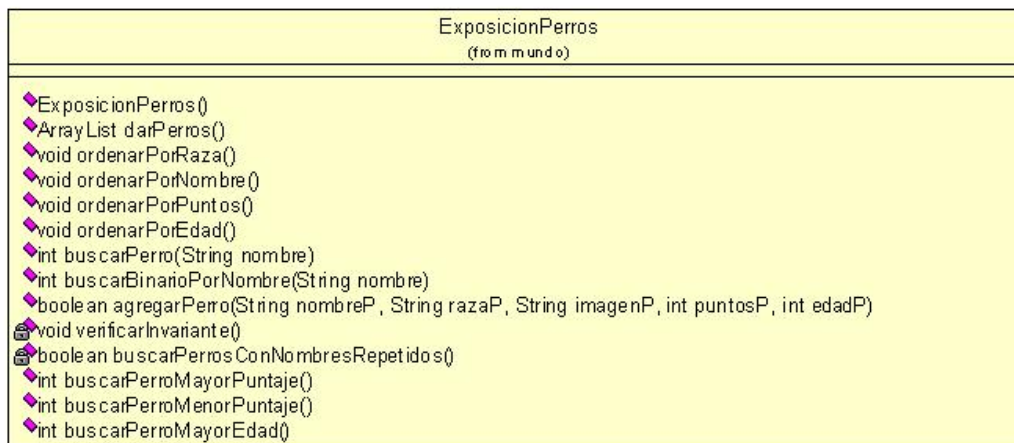 ExposicionPerros
(from mundo)
ExposicionPerros()
ArrayList darPerros()
void ordenarPorRaza()
void ordenarPorNombre()
void ordenarPorPuntos()
void ordenarPorEdad()
int buscarPerro(String nombre)
int buscarBinarioPorNombre(String nombre)
boolean agregarPerro(String nombreP, String razaP, String imagenP, int puntosP, int edadP)
void verificarInvariante()
boolean buscarPerrosConNombresRepetidos()
int buscarPerroMayorPuntaje()
int buscarPerroMenorPuntaje()
int buscarPerroMayorEdad()